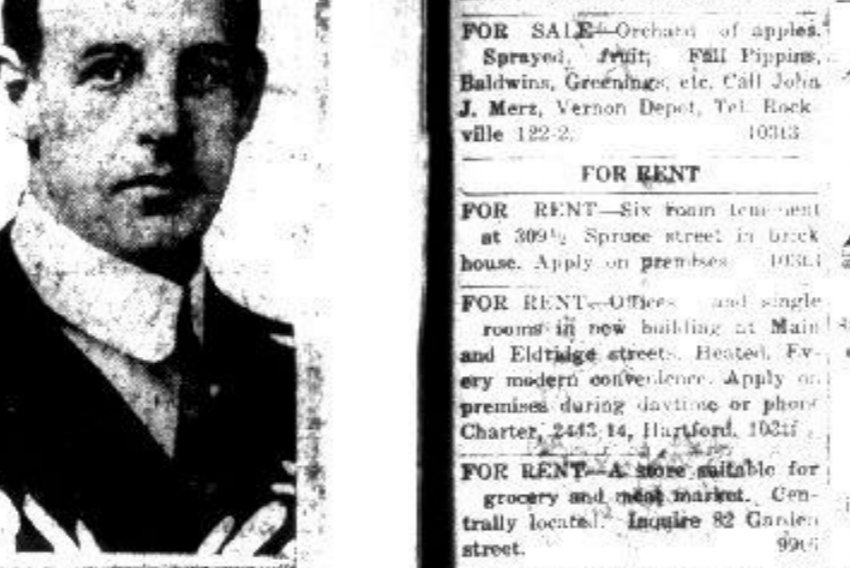 FOR SALE—Orchard of apples.
Sprayed, fruit; Fall Pippins,
Baldwins, Greenings, etc. Call John
J. Merz, Vernon Depot, Tel. Rock-
ville 122-2. 103t3
FOR RENT
FOR RENT—Six room tenement
at 309½ Spruce street in brick
house. Apply on premises. 103t3
FOR RENT—Offices and single
rooms in new building at Main
and Eldridge streets. Heated. Ev-
ery modern convenience. Apply on
premises during daytime or phone
Charter, 2443-14, Hartford. 103tf
FOR RENT—A store suitable for
grocery and meat market. Cen-
trally located. Inquire 82 Garden
street. 99t6